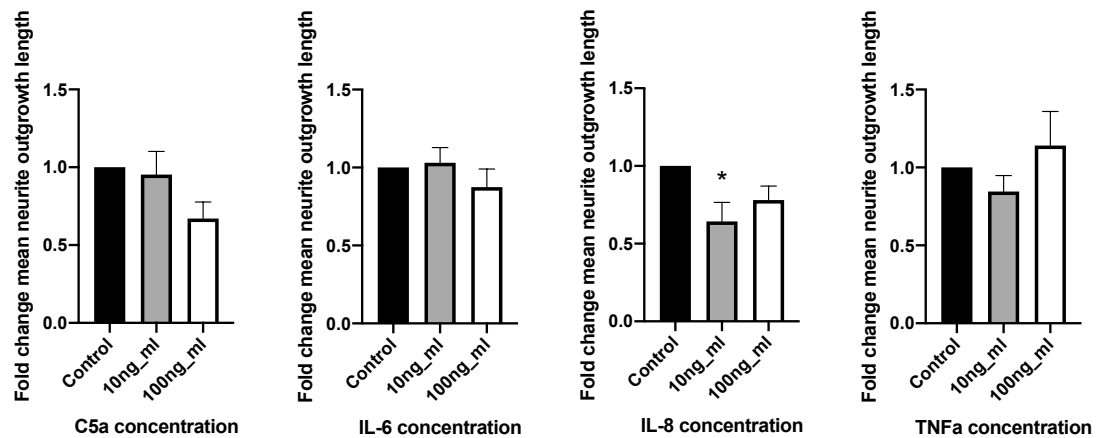 Fold change mean neurite outgrowth length
1.5
1.0
0.5
0.0
Control
10ng_ml
100ng_ml
C5a concentration
Fold change mean neurite outgrowth length
1.5
1.0
0.5
0.0
Control
10ng_ml
100ng_ml
IL-6 concentration
Fold change mean neurite outgrowth length
1.5
1.0
0.5
0.0
*
Control
10ng_ml
100ng_ml
IL-8 concentration
Fold change mean neurite outgrowth length
1.5
1.0
0.5
0.0
Control
10ng_ml
100ng_ml
TNFa concentration